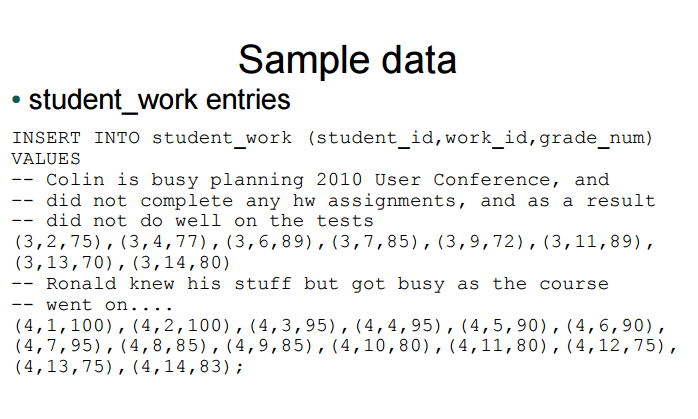 Sample data
• student_work entries
INSERT INTO student_work (student_id,work_id,grade_num)
VALUES
-- Colin is busy planning 2010 User Conference, and
-- did not complete any hw assignments, and as a result
-- did not do well on the tests
(3,2,75),(3,4,77),(3,6,89),(3,7,85),(3,9,72),(3,11,89),
(3,13,70),(3,14,80)
-- Ronald knew his stuff but got busy as the course
-- went on....
(4,1,100),(4,2,100),(4,3,95),(4,4,95),(4,5,90),(4,6,90),
(4,7,95),(4,8,85),(4,9,85),(4,10,80),(4,11,80),(4,12,75),
(4,13,75),(4,14,83);